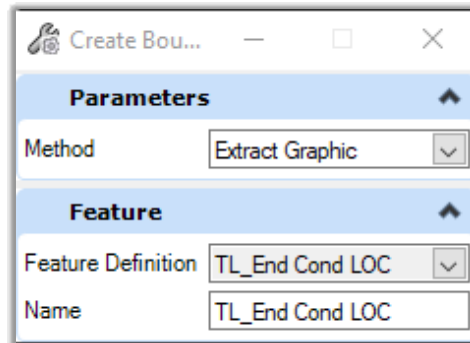 Create Bou...
Parameters
Method Extract Graphic
Feature
Feature Definition TL_End Cond LOC
Name TL_End Cond LOC